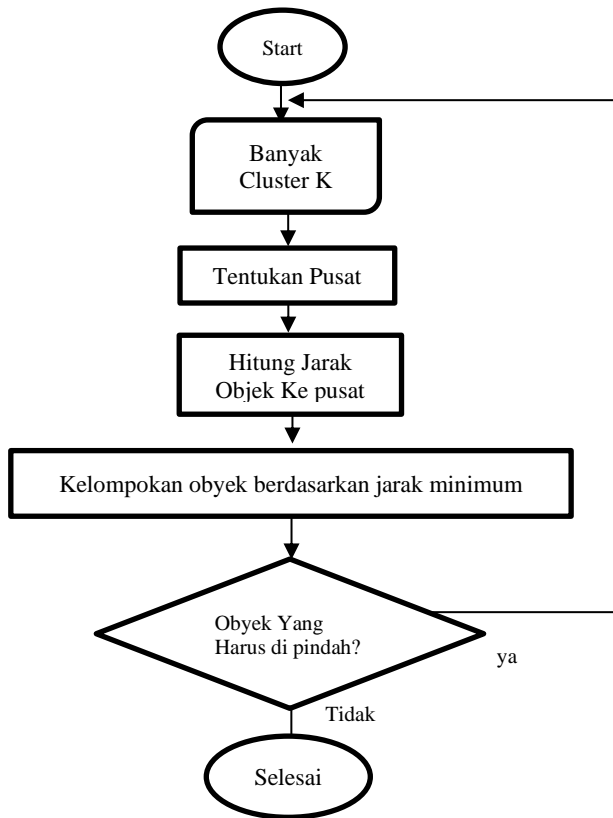 Start
Banyak
Cluster K
Tentukan Pusat
Hitung Jarak
Objek Ke pusat
Kelompokan obyek berdasarkan jarak minimum
Obyek Yang
Harus di pindah?
ya
Tidak
Selesai